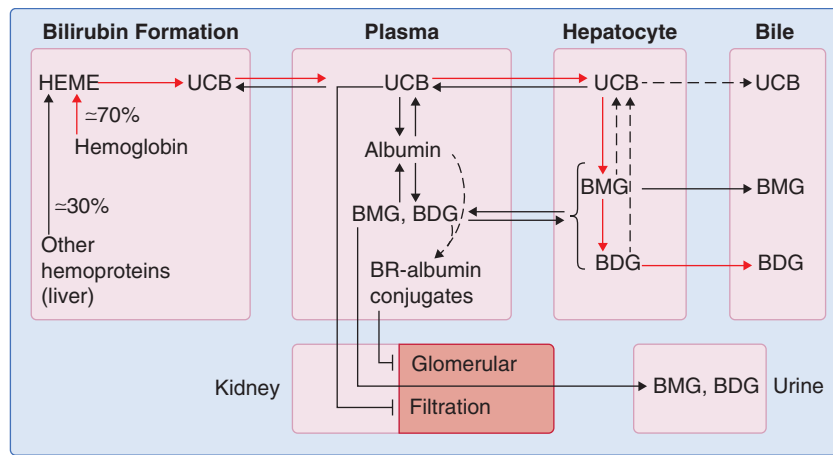 Bilirubin Formation
Plasma
Hepatocyte
Bile
HEME
UCB
UCB
UCB
UCB
≃70%
Hemoglobin
Albumin
BMG
BMG
≃30%
BMG, BDG
Other
hemoproteins
(liver)
BDG
BDG
BR-albumin
conjugates
Kidney
Glomerular
Filtration
BMG, BDG
Urine